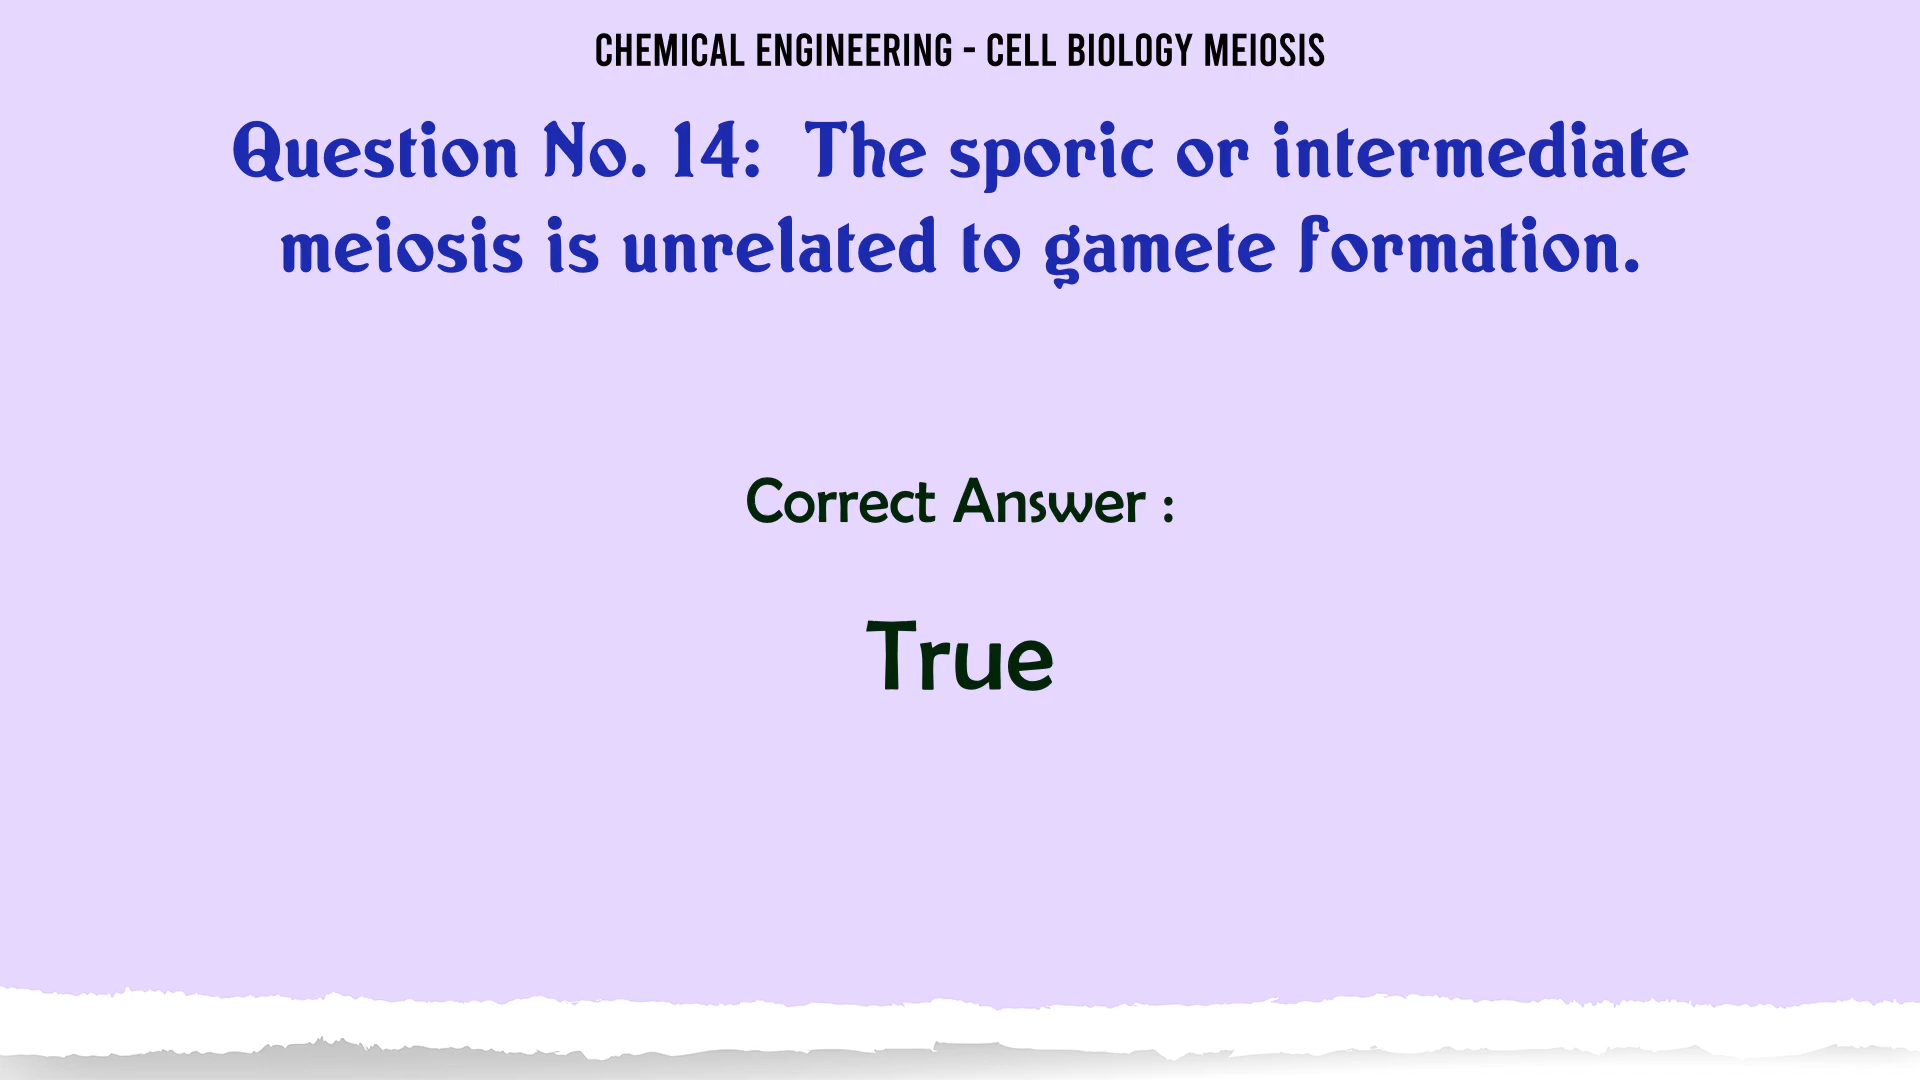 CHEMICAL ENGINEERING - CELL BIOLOGY MEIOSIS
Question No. 14: The sporic or intermediate
meiosis is unrelated to gamete formation.
Correct Answer :
True